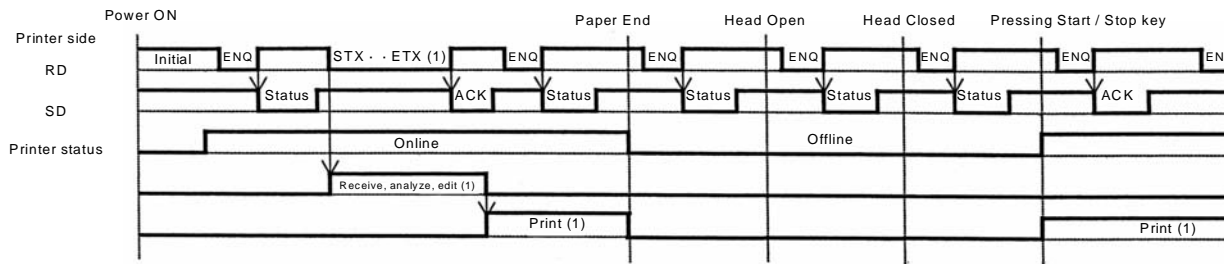 Power ON
Paper End Head Open Head Closed Pressing Start / Stop key
Printer side
Initial ENQ STX · · ETX (1) ENQ ENQ ENQ ENQ ENQ EN
RD
Status ACK Status Status Status Status ACK
SD
Online Offline
Printer status
Receive, analyze, edit (1)
Print (1) Print (1)